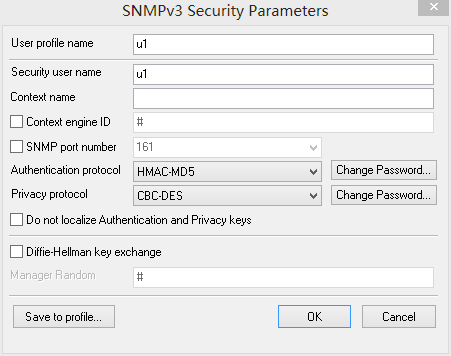 SNMPv3 Security Parameters
User profile name u1
Security user name u1
Context name
Context engine ID #
SNMP port number 161
Authentication protocol HMAC-MD5 Change Password...
Privacy protocol CBC-DES Change Password...
Do not localize Authentication and Privacy keys
Diffie-Hellman key exchange
Manager Random #
Save to profile... OK Cancel